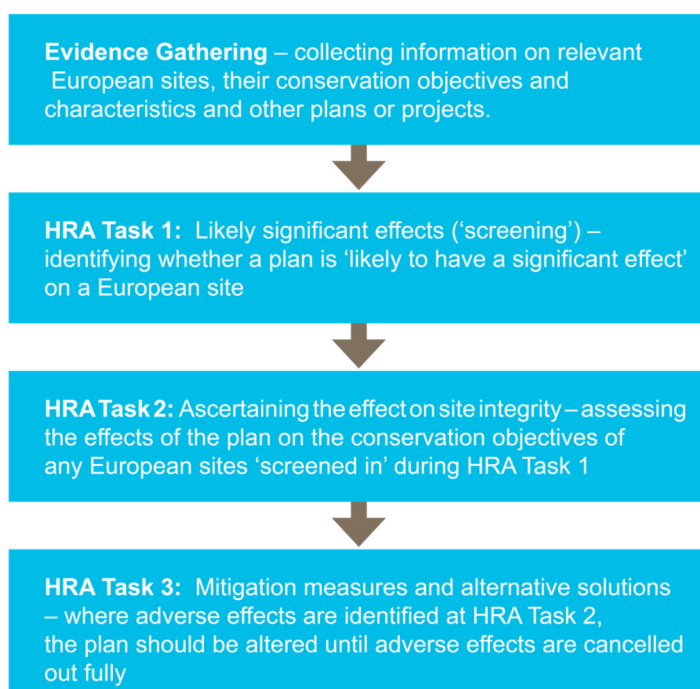 Evidence Gathering – collecting information on relevant
European sites, their conservation objectives and
characteristics and other plans or projects.
HRA Task 1: Likely significant effects (‘screening’) –
identifying whether a plan is ‘likely to have a significant effect’
on a European site
HRA Task 2: Ascertaining the effect on site integrity – assessing
the effects of the plan on the conservation objectives of
any European sites ‘screened in’ during HRA Task 1
HRA Task 3: Mitigation measures and alternative solutions
– where adverse effects are identified at HRA Task 2,
the plan should be altered until adverse effects are cancelled
out fully